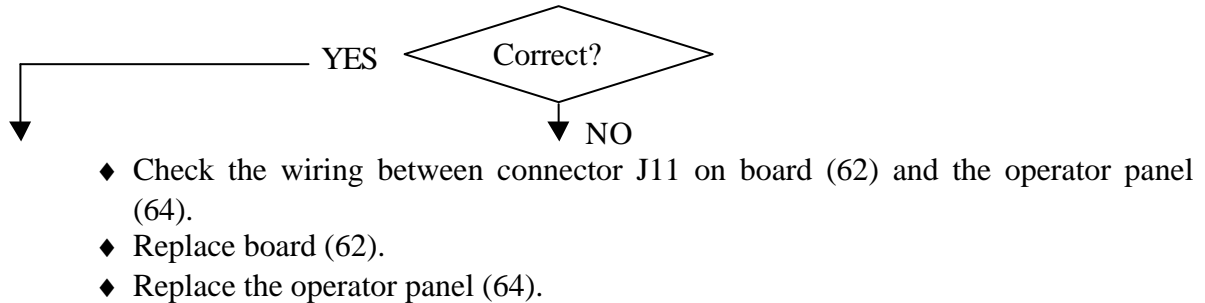 YES Correct?
NO
♦ Check the wiring between connector J11 on board (62) and the operator panel
(64).
♦ Replace board (62).
♦ Replace the operator panel (64).